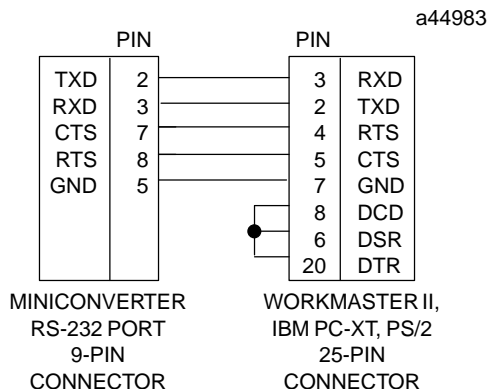 a44983
PIN PIN
TXD 2 3 RXD
RXD 3 2 TXD
CTS 7 4 RTS
RTS 8 5 CTS
GND 5 7 GND
8 DCD
6 DSR
20 DTR
MINICONVERTER
RS-232 PORT
9-PIN
CONNECTOR
WORKMASTER II,
IBM PC-XT, PS/2
25-PIN
CONNECTOR